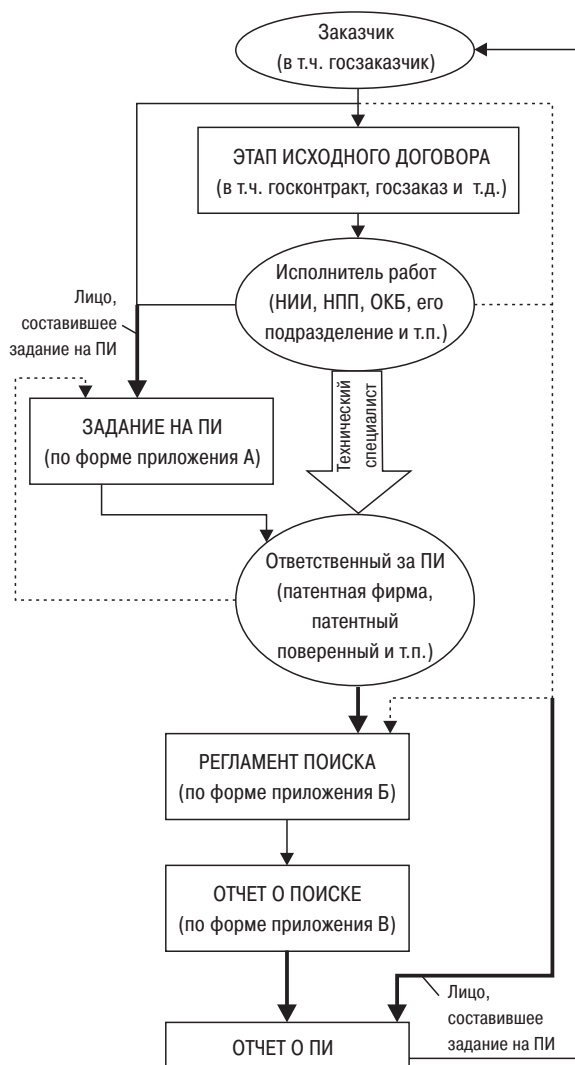 Заказчик
(в т.ч. госзаказчик)
ЭТАП ИСХОДНОГО ДОГОВОРА
(в т.ч. госконтракт, госзаказ и т.д.)
Исполнитель работ
(НИИ, НПП, ОКБ, его
подразделение и т.п.)
Лицо,
составившее
задание на ПИ
Технический
специалист
ЗАДАНИЕ НА ПИ
(по форме приложения А)
Ответственный за ПИ
(патентная фирма,
патентный
поверенный и т.п.)
РЕГЛАМЕНТ ПОИСКА
(по форме приложения Б)
ОТЧЕТ О ПОИСКЕ
(по форме приложения В)
Лицо,
составившее
задание на ПИ
ОТЧЕТ О ПИ